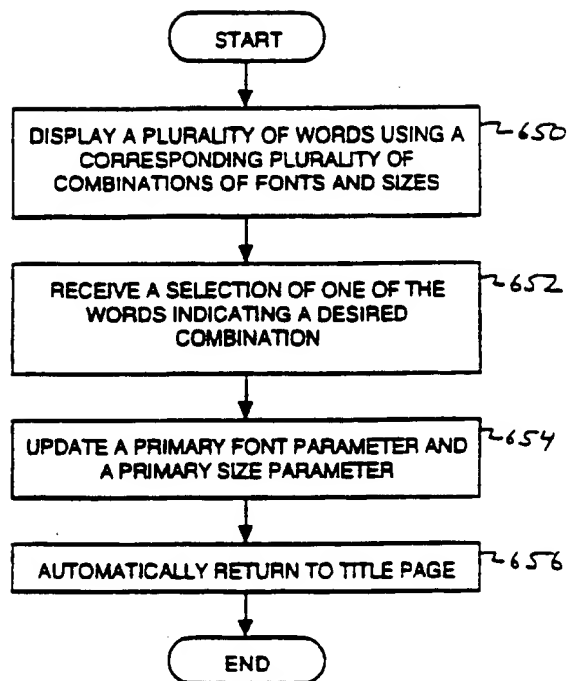 START
DISPLAY A PLURALITY OF WORDS USING A 650
CORRESPONDING PLURALITY OF
COMBINATIONS OF FONTS AND SIZES
RECEIVE A SELECTION OF ONE OF THE 652
WORDS INDICATING A DESIRED
COMBINATION
UPDATE A PRIMARY FONT PARAMETER AND 654
A PRIMARY SIZE PARAMETER
AUTOMATICALLY RETURN TO TITLE PAGE 656
END